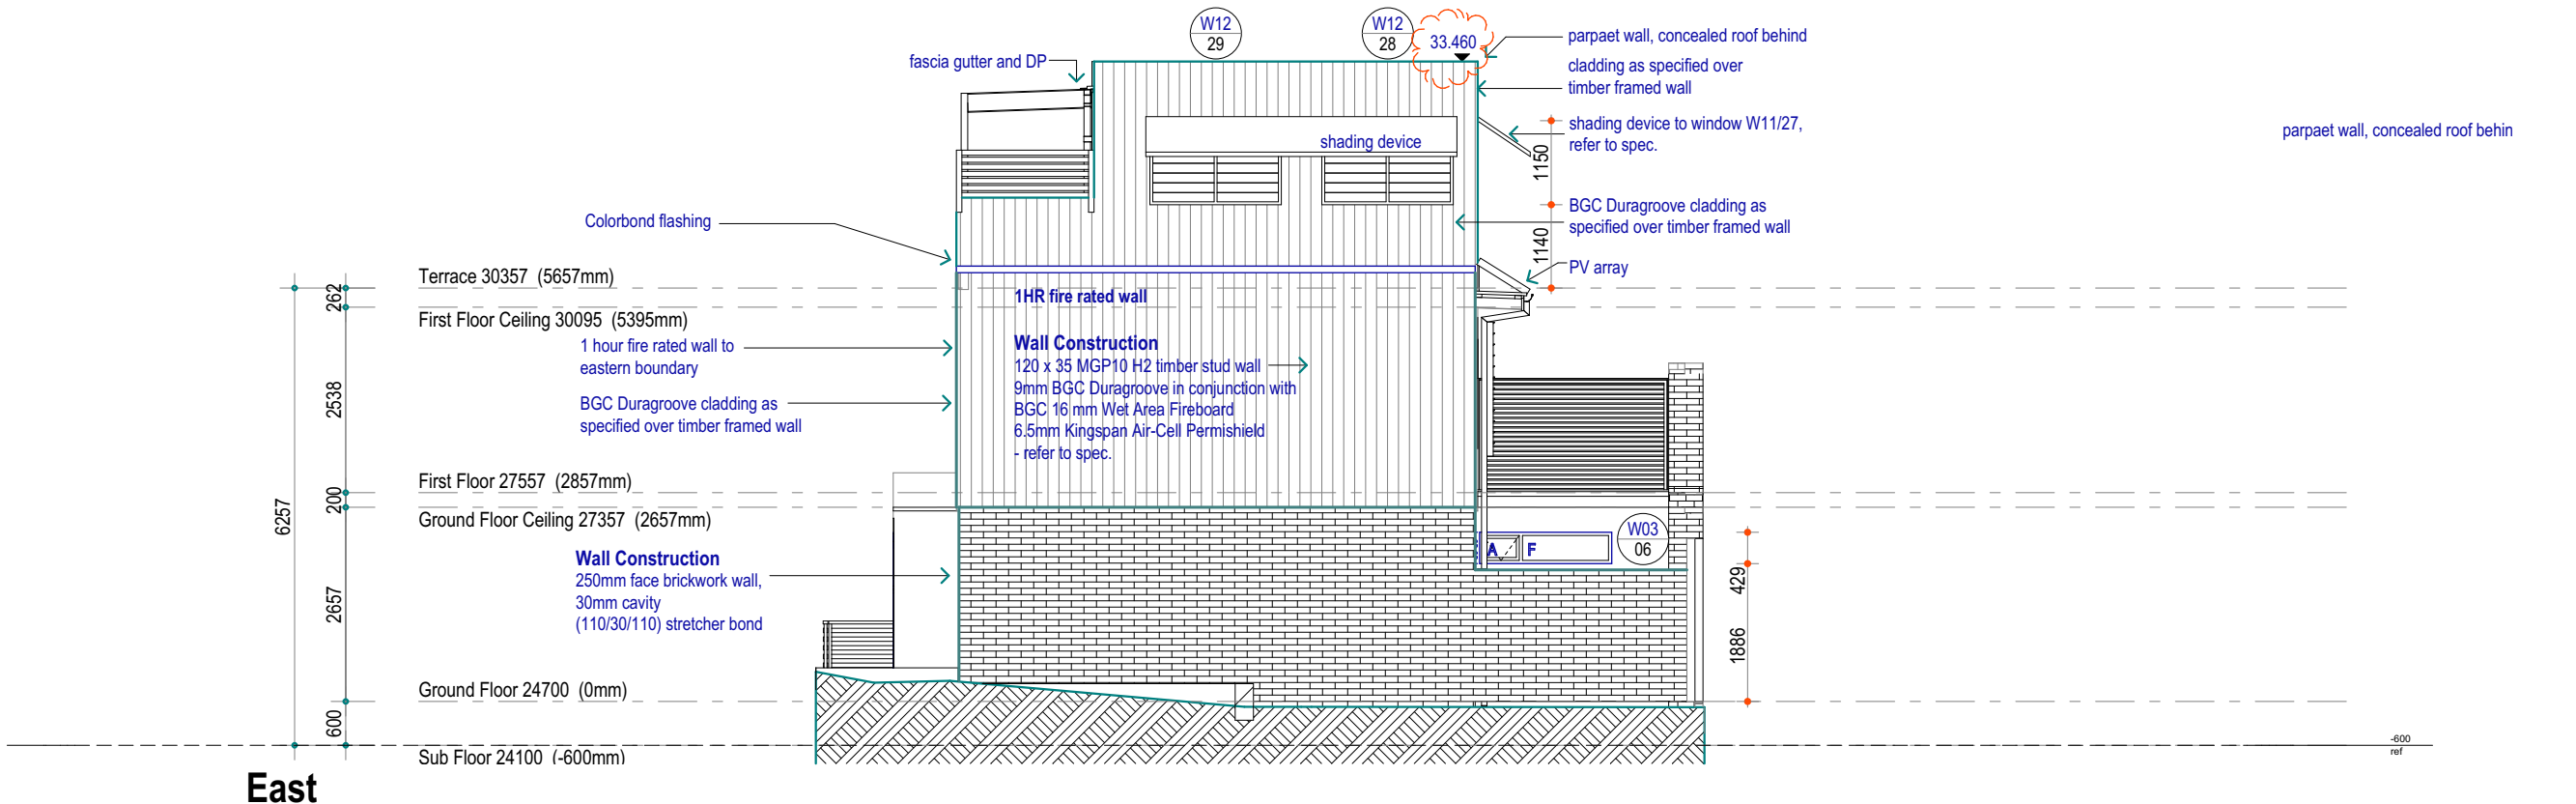 W12
29
W12
28
33.460
parpaet wall, concealed roof behind
fascia gutter and DP
cladding as specified over
timber framed wall
shading device to window W11/27,
refer to spec.
parpaet wall, concealed roof behin
shading device
1150
BGC Duragroove cladding as
specified over timber framed wall
Colorbond flashing
1140
PV array
Terrace 30357 (5657mm)
262
First Floor Ceiling 30095 (5395mm)
1HR fire rated wall
1 hour fire rated wall to
eastern boundary
Wall Construction
120 x 35 MGP10 H2 timber stud wall
9mm BGC Duragroove in conjunction with
BGC 16 mm Wet Area Fireboard
6.5mm Kingspan Air-Cell Permishield
- refer to spec.
2538
BGC Duragroove cladding as
specified over timber framed wall
First Floor 27557 (2857mm)
200
6257
Ground Floor Ceiling 27357 (2657mm)
W03
06
A
F
Wall Construction
250mm face brickwork wall,
30mm cavity
(110/30/110) stretcher bond
429
2657
1886
Ground Floor 24700 (0mm)
600
Sub Floor 24100 (-600mm)
-600
ref
East